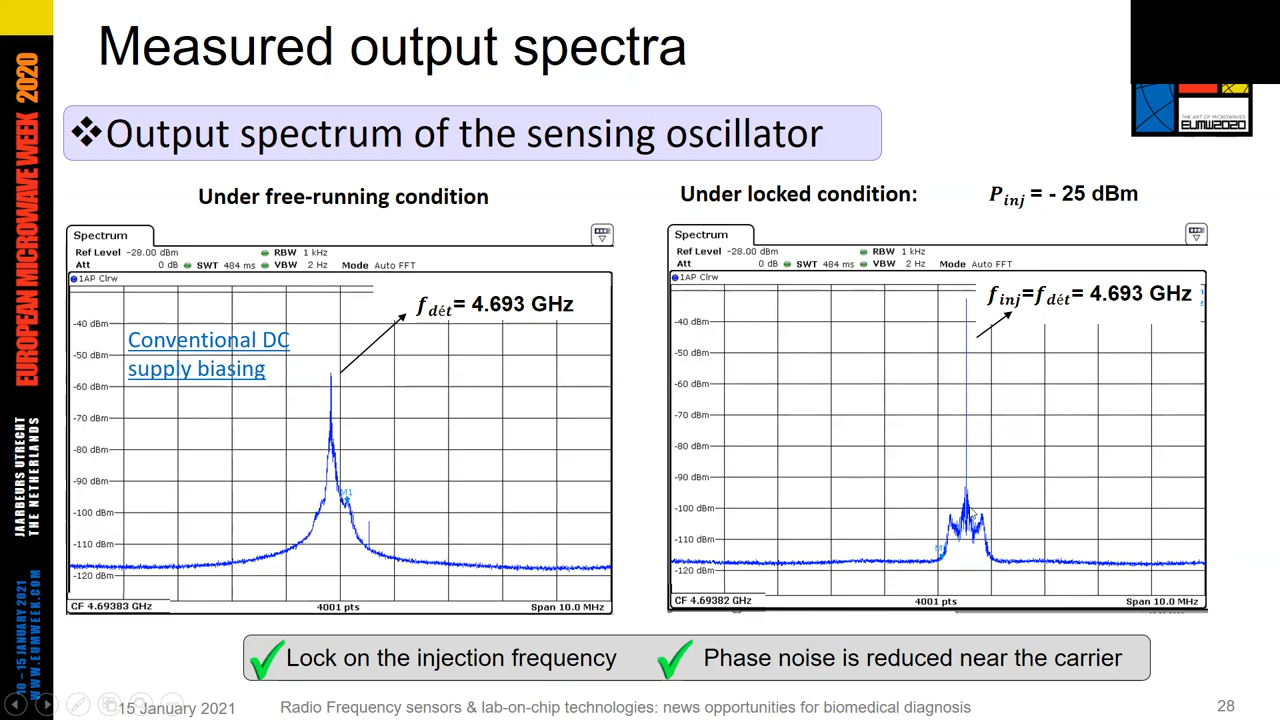 Measured output spectra
❖Output spectrum of the sensing oscillator
THE ART OF MICROWAVES
EUMW2020
EUROPEAN MICROWAVE WEEK 2020
JAARBEURS UTRECHT
THE NETHERLANDS
10 – 15 JANUARY 2021
WWW.EUMWEEK.COM
Under free-running condition
Spectrum
Ref Level -28.00 dBm RBW 1 kHz
Att 0 dB SWT 484 ms VBW 2 Hz Mode Auto FFT
1AP Clrw
f_dét= 4.693 GHz
Conventional DC
supply biasing
-40 dBm
-50 dBm
-60 dBm
-70 dBm
-80 dBm
-90 dBm
M1
-100 dBm
-110 dBm
-120 dBm
CF 4.69383 GHz 4001 pts Span 10.0 MHz
Under locked condition: P_inj = - 25 dBm
Spectrum
Ref Level -28.00 dBm RBW 1 kHz
Att 0 dB SWT 484 ms VBW 2 Hz Mode Auto FFT
1AP Clrw
f_inj=f_dét= 4.693 GHz
-40 dBm
-50 dBm
-60 dBm
-70 dBm
-80 dBm
-90 dBm
-100 dBm
-110 dBm
-120 dBm
CF 4.69382 GHz 4001 pts Span 10.0 MHz
Lock on the injection frequency
Phase noise is reduced near the carrier
15 January 2021
Radio Frequency sensors & lab-on-chip technologies: news opportunities for biomedical diagnosis
28